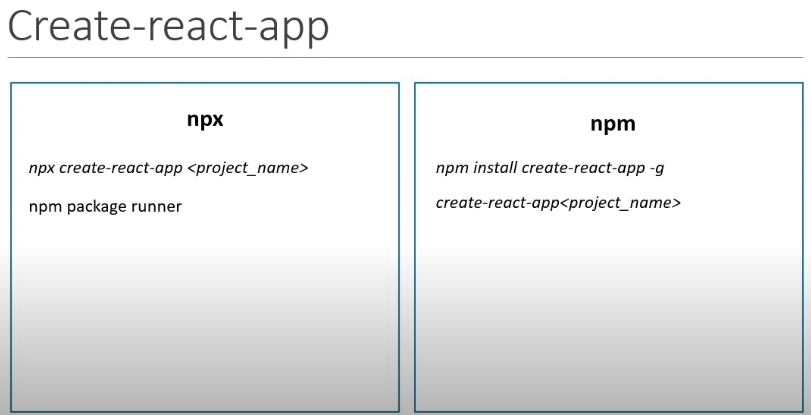 Create-react-app
npx
npx create-react-app <project_name>
npm package runner
npm
npm install create-react-app -g
create-react-app<project_name>